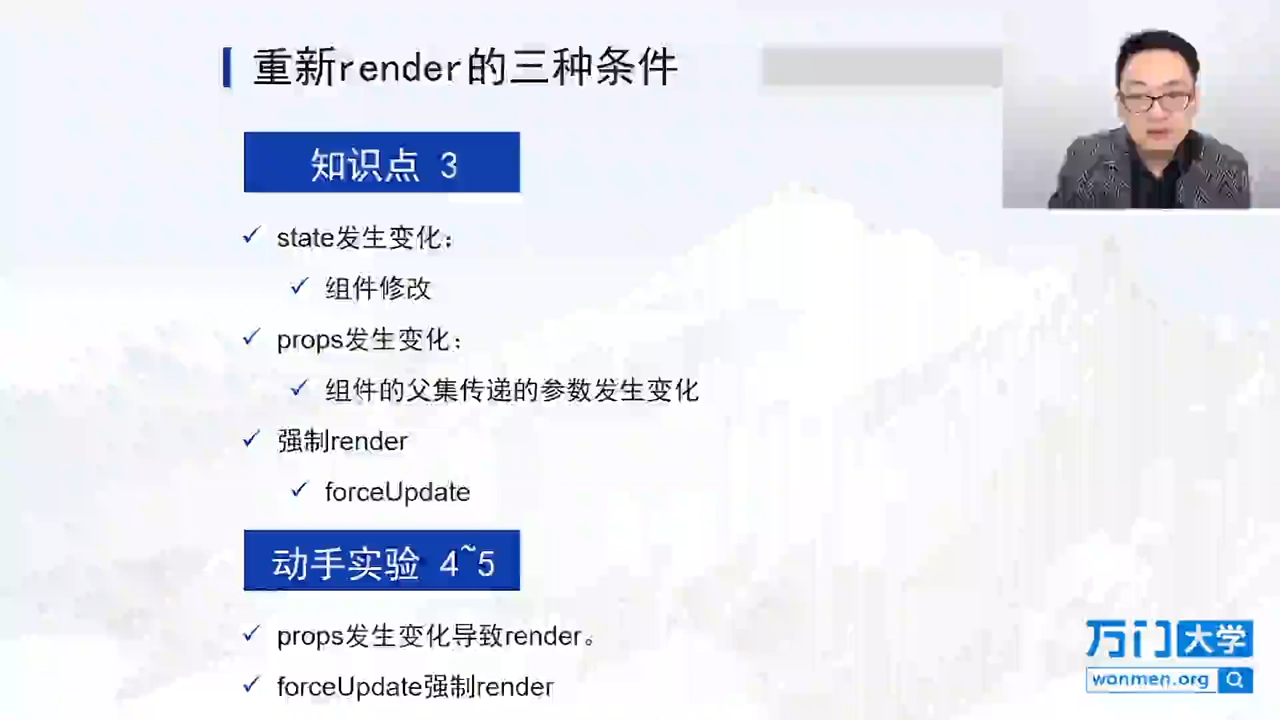 重新render的三种条件
知识点 3
state发生变化：
组件修改
props发生变化：
组件的父集传递的参数发生变化
强制render
forceUpdate
动手实验 4~5
props发生变化导致render。
forceUpdate强制render
万门大学
wanmen.org